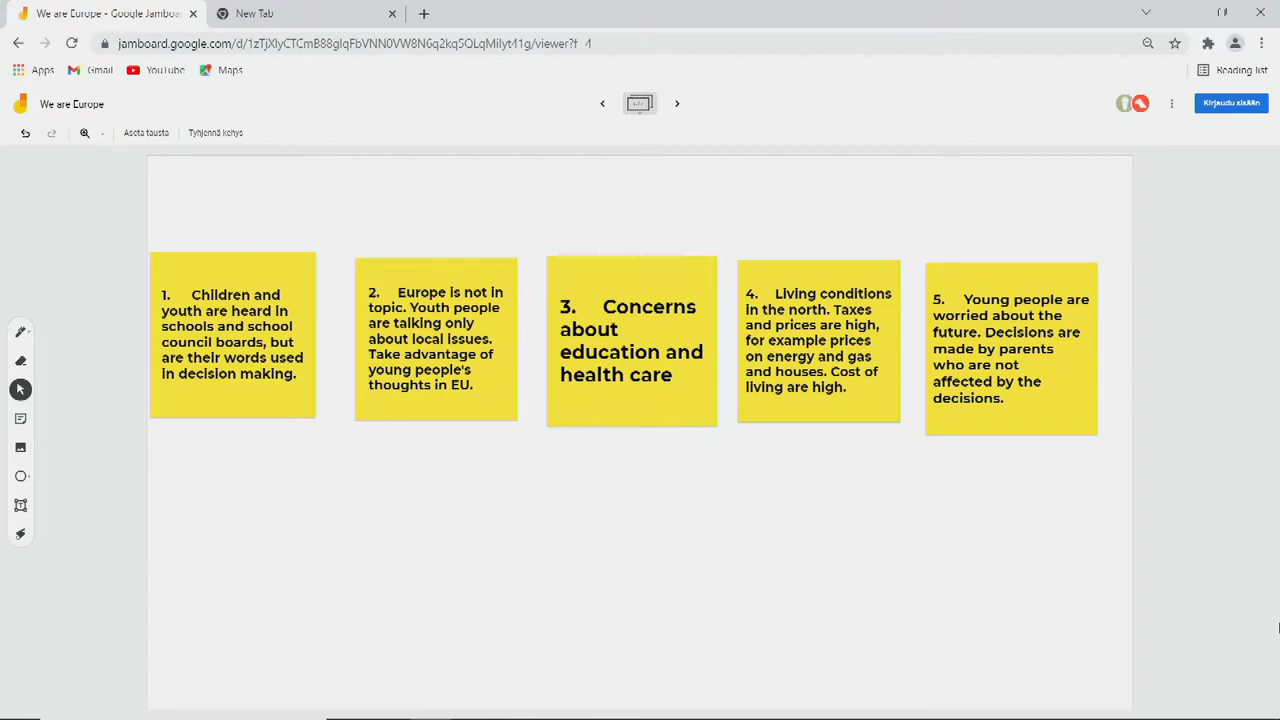 We are Europe - Google Jamboard
New Tab
Apps
Gmail
YouTube
Maps
Reading list
We are Europe
Kirjaudu sisään
Aseta tausta
Tyhjennä kehys
1. Children and
youth are heard in
schools and school
council boards, but
are their words used
in decision making.
2. Europe is not in
topic. Youth people
are talking only
about local issues.
Take advantage of
young people's
thoughts in EU.
3. Concerns
about
education and
health care
4. Living conditions
in the north. Taxes
and prices are high,
for example prices
on energy and gas
and houses. Cost of
living are high.
5. Young people are
worried about the
future. Decisions are
made by parents
who are not
affected by the
decisions.